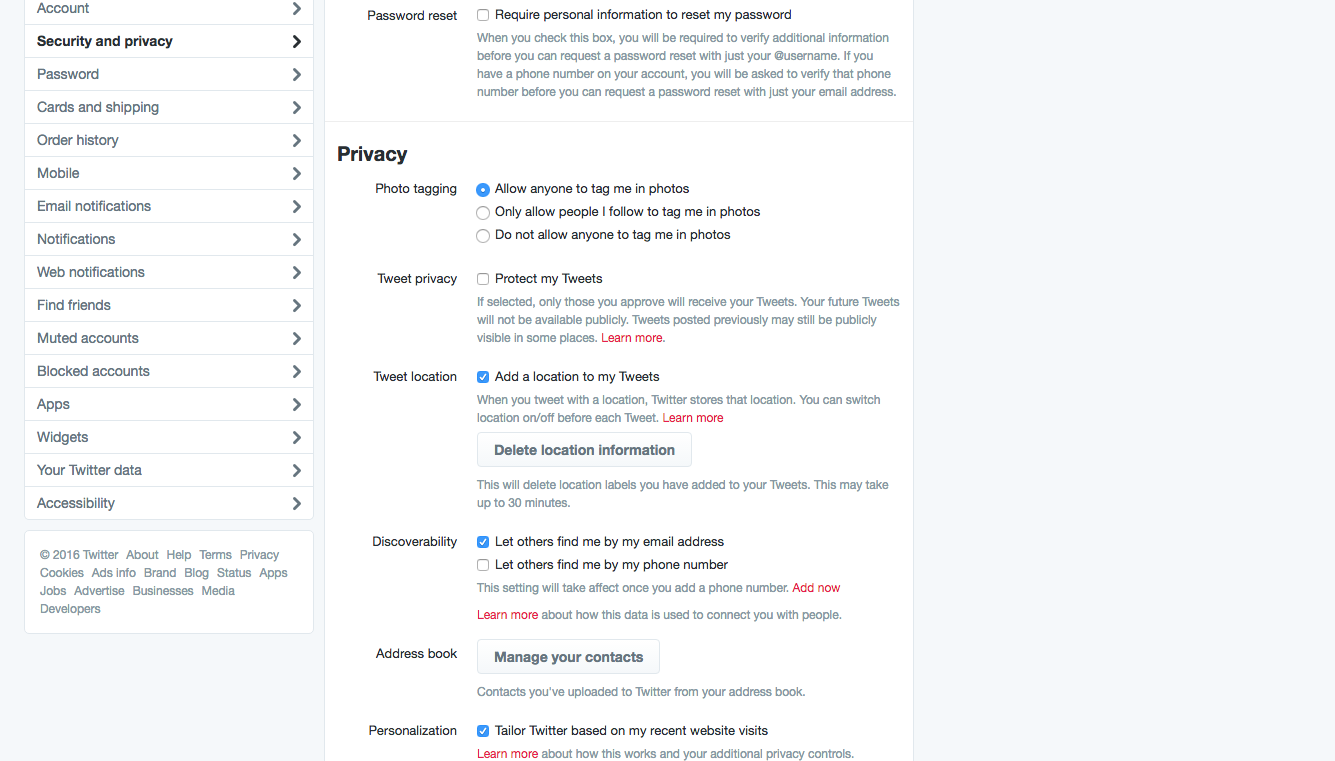 Account
Security and privacy
Password
Cards and shipping
Order history
Mobile
Email notifications
Notifications
Web notifications
Find friends
Muted accounts
Blocked accounts
Apps
Widgets
Your Twitter data
Accessibility
© 2016 Twitter About Help Terms Privacy
Cookies Ads info Brand Blog Status Apps
Jobs Advertise Businesses Media
Developers
Password reset Require personal information to reset my password
When you check this box, you will be required to verify additional information
before you can request a password reset with just your @username. If you
have a phone number on your account, you will be asked to verify that phone
number before you can request a password reset with just your email address.
Privacy
Photo tagging Allow anyone to tag me in photos
Only allow people I follow to tag me in photos
Do not allow anyone to tag me in photos
Tweet privacy Protect my Tweets
If selected, only those you approve will receive your Tweets. Your future Tweets
will not be available publicly. Tweets posted previously may still be publicly
visible in some places. Learn more.
Tweet location Add a location to my Tweets
When you tweet with a location, Twitter stores that location. You can switch
location on/off before each Tweet. Learn more
Delete location information
This will delete location labels you have added to your Tweets. This may take
up to 30 minutes.
Discoverability Let others find me by my email address
Let others find me by my phone number
This setting will take affect once you add a phone number. Add now
Learn more about how this data is used to connect you with people.
Address book Manage your contacts
Contacts you've uploaded to Twitter from your address book.
Personalization Tailor Twitter based on my recent website visits
Learn more about how this works and your additional privacy controls.